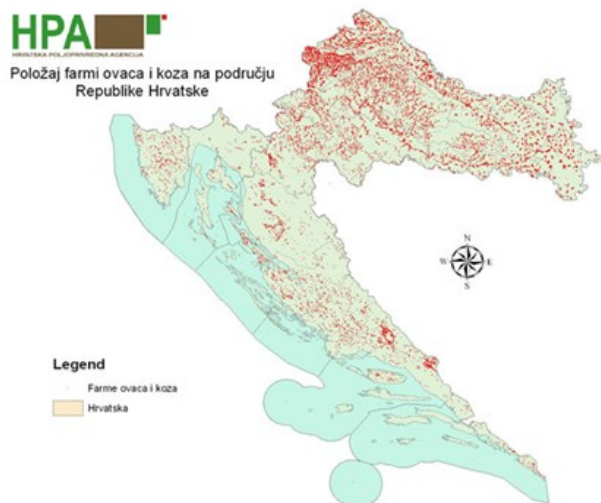 HPA
HRVATSKA POLJOPRIVREDNA AGENCIJA
Položaj farmi ovaca i koza na području
Republike Hrvatske
N
W E
S
Legend
Farme ovaca i koza
Hrvatska